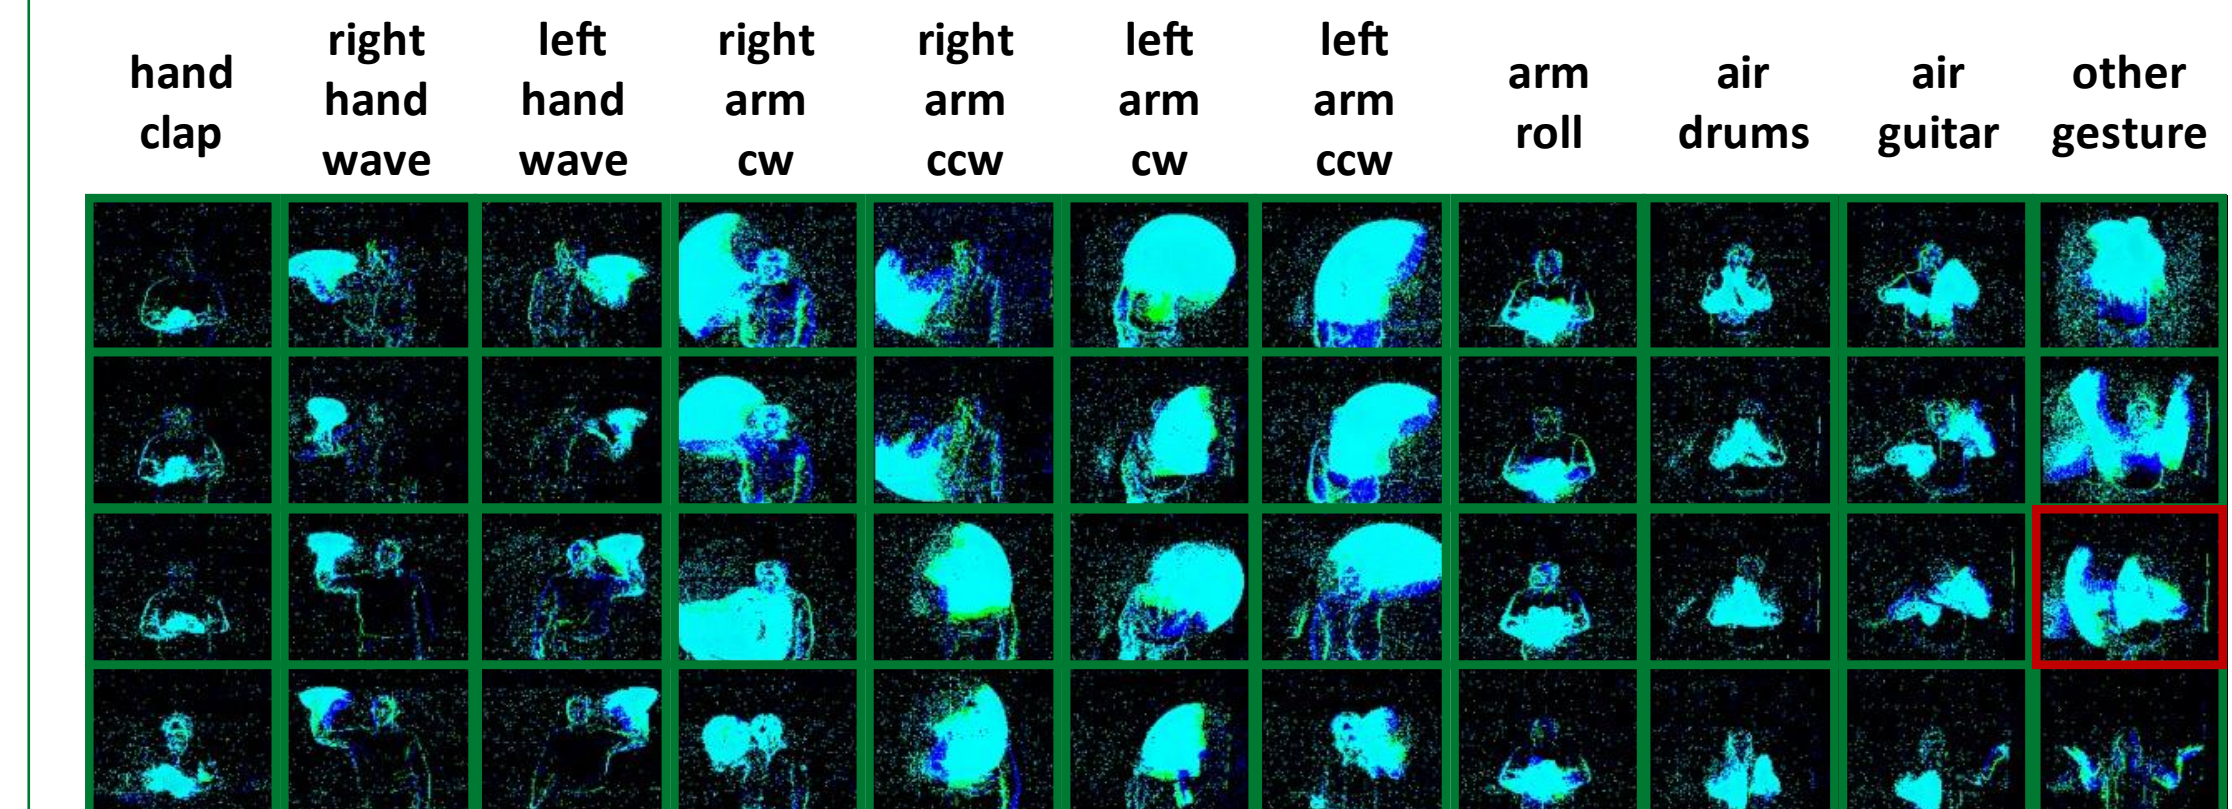 hand
clap
right
hand
wave
left
hand
wave
right
arm
cw
right
arm
ccw
left
arm
cw
left
arm
ccw
arm
roll
air
drums
air
guitar
other
gesture